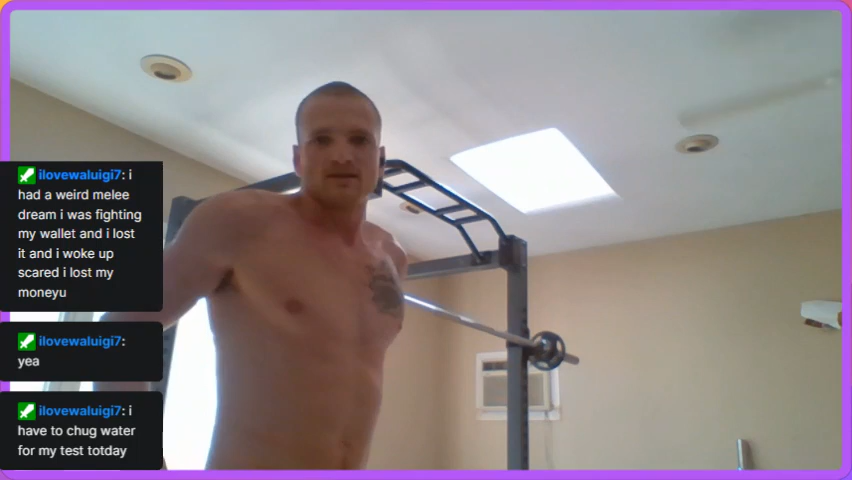 ilovewaluigi7: i
had a weird melee
dream i was fighting
my wallet and i lost
it and i woke up
scared i lost my
moneyu
ilovewaluigi7:
yea
ilovewaluigi7: i
have to chug water
for my test totday